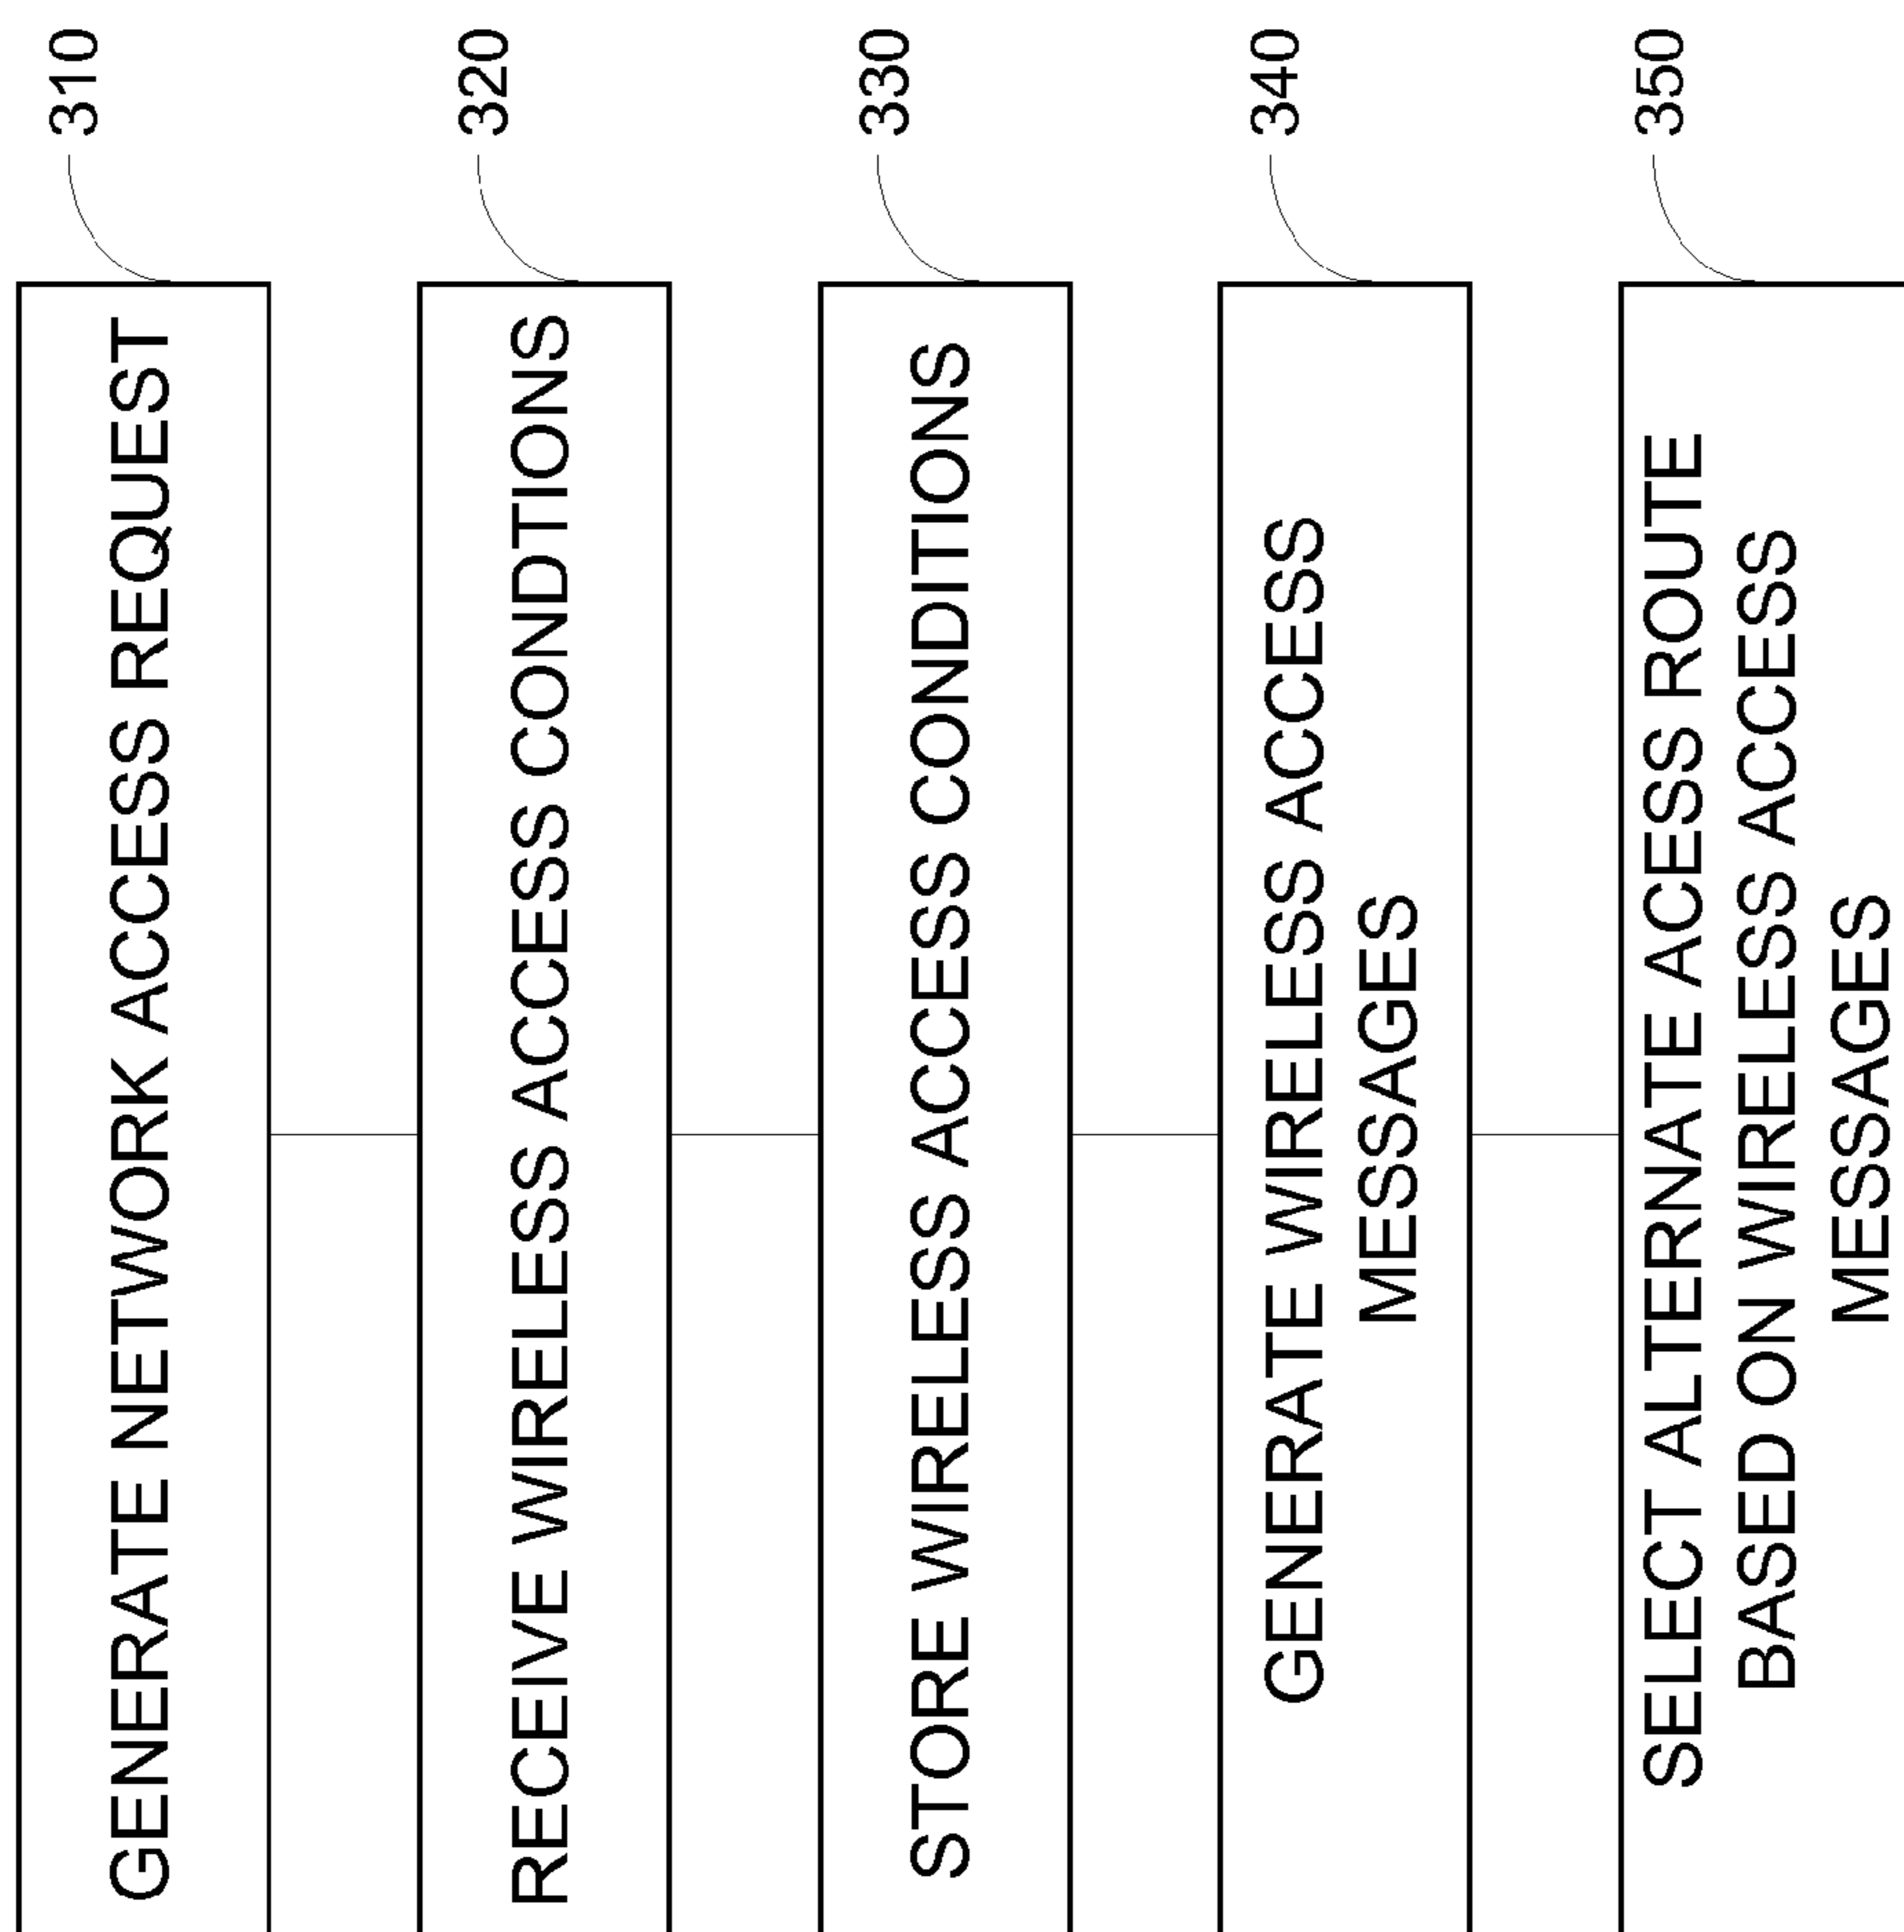 310
GENERATE NETWORK ACCESS REQUEST
320
RECEIVE WIRELESS ACCESS CONDTIONS
330
STORE WIRELESS ACCESS CONDITIONS
340
GENERATE WIRELESS ACCESS
MESSAGES
350
SELECT ALTERNATE ACESS ROUTE
BASED ON WIRELESS ACCESS
MESSAGES